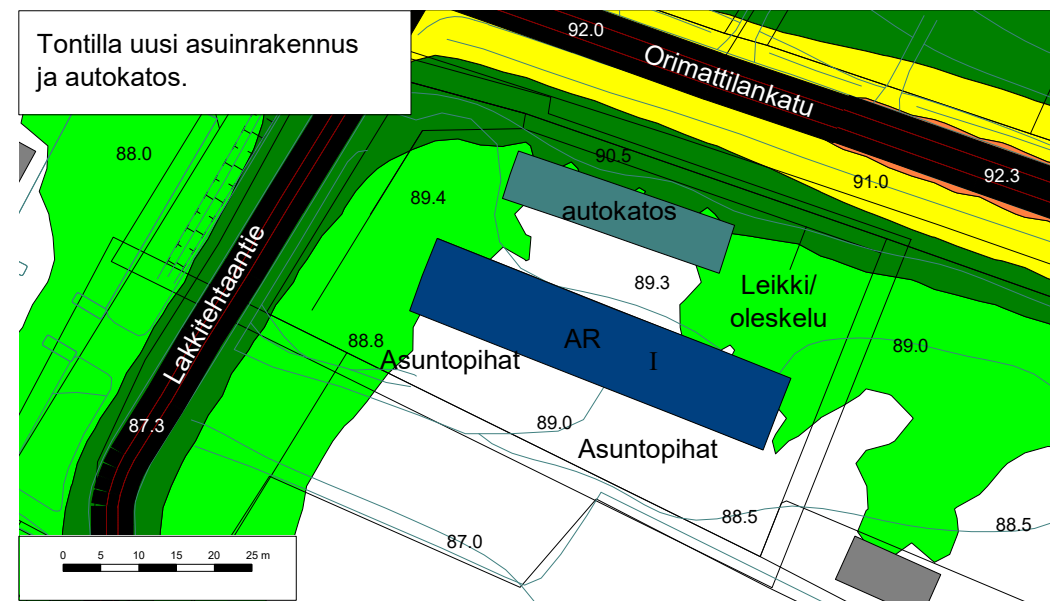 Tontilla uusi asuinrakennus
ja autokatos.
92.0
Orimattilankatu
88.0
90.5
91.0
92.3
89.4
autokatos
Lakkitehtaantie
89.3
Leikki/
oleskelu
88.8
AR I
89.0
Asuntopihat
87.3
89.0
Asuntopihat
88.5
88.5
87.0
0 5 10 15 20 25 m